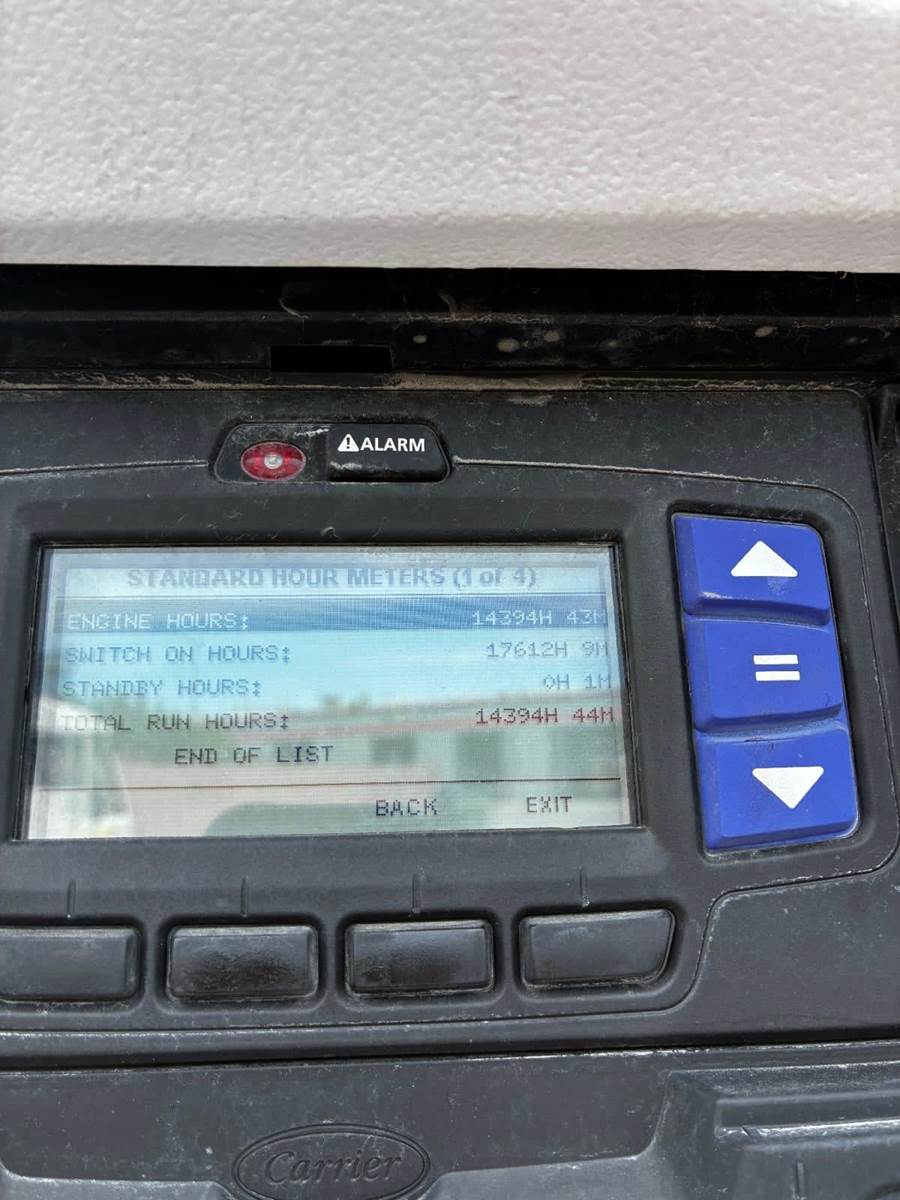 ⚠ALARM
STANDARD HOUR METERS (1 of 4)
ENGINE HOURS: 14394H 43M
SWITCH ON HOURS: 17612H 9M
STANDBY HOURS: 0H 1M
TOTAL RUN HOURS: 14394H 44M
END OF LIST
BACK EXIT
Carrier